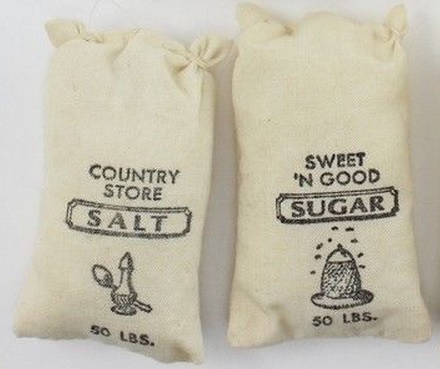 COUNTRY
STORE
SALT
50 LBS.
SWEET
'N GOOD
SUGAR
50 LBS.